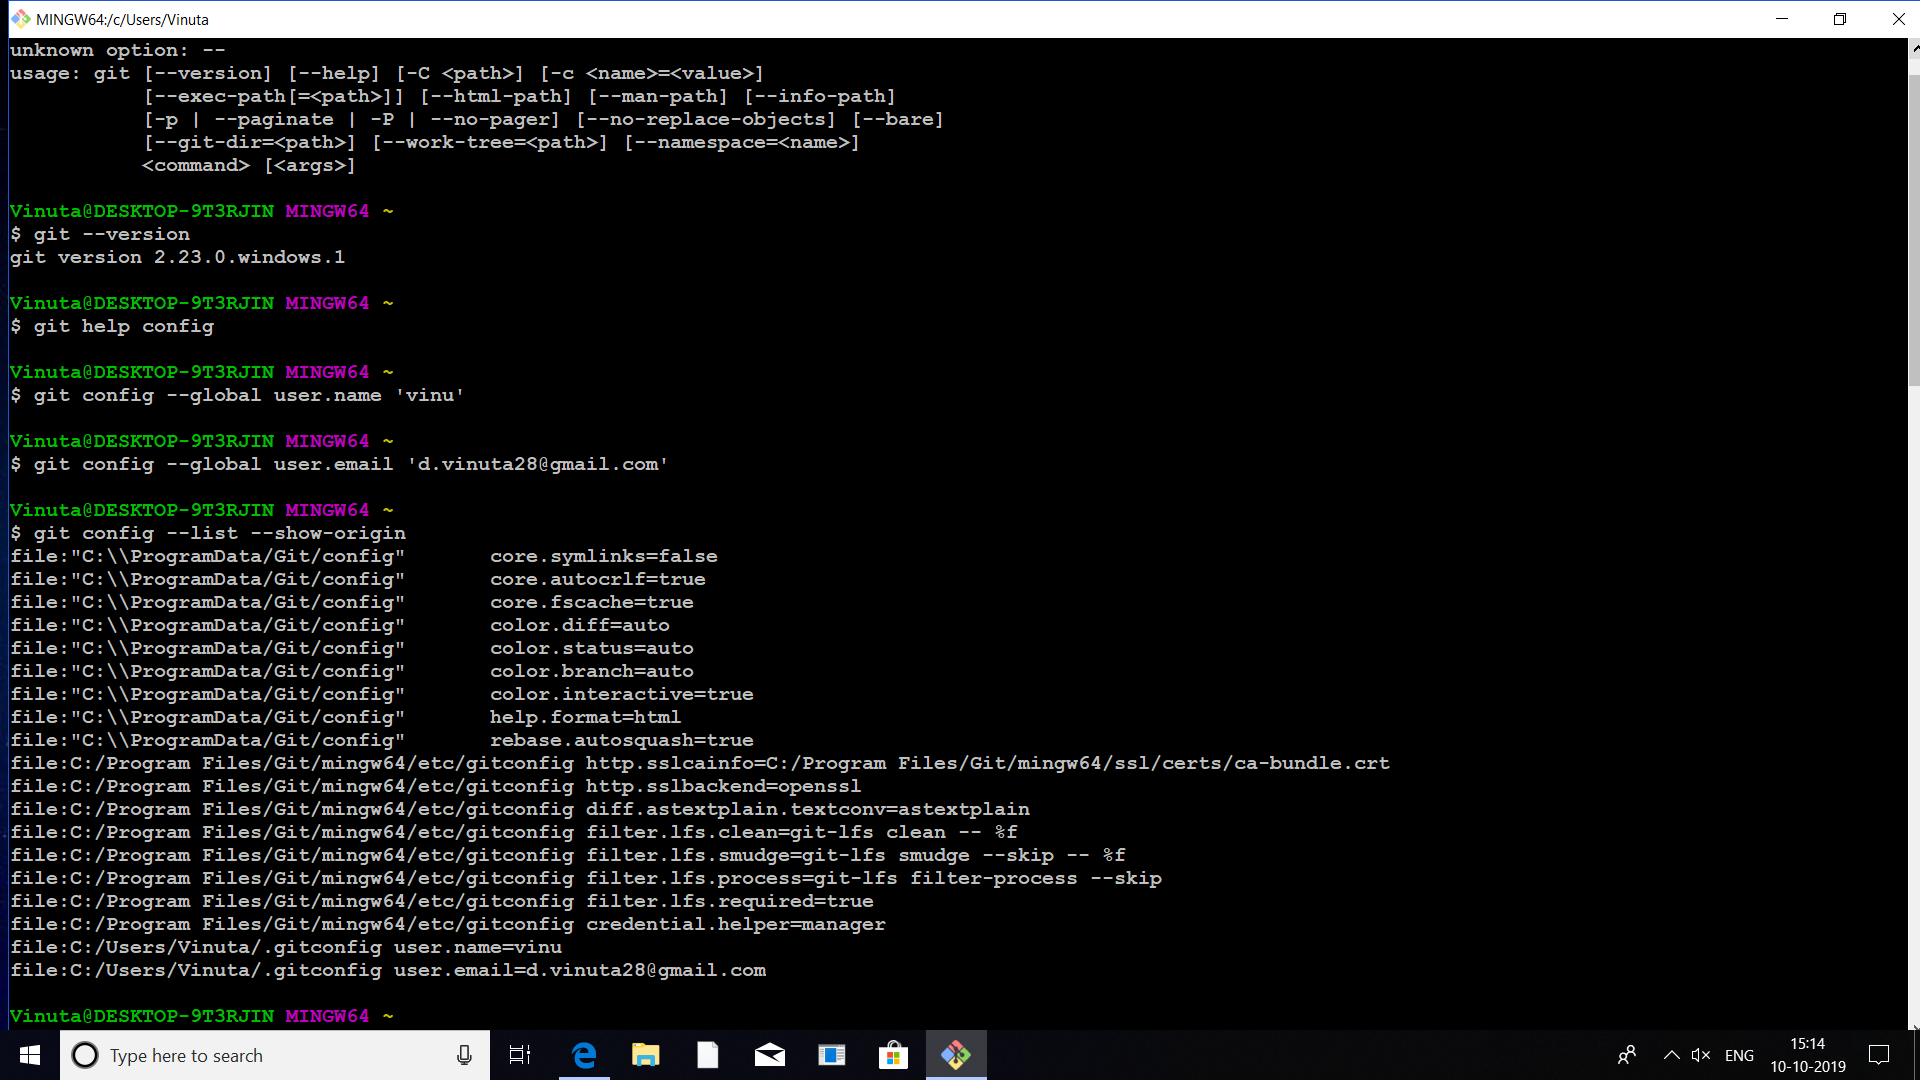 MINGW64:/c/Users/Vinuta
unknown option: --
usage: git [--version] [--help] [-C <path>] [-c <name>=<value>]
           [--exec-path[=<path>]] [--html-path] [--man-path] [--info-path]
           [-p | --paginate | -P | --no-pager] [--no-replace-objects] [--bare]
           [--git-dir=<path>] [--work-tree=<path>] [--namespace=<name>]
           <command> [<args>]
Vinuta@DESKTOP-9T3RJIN MINGW64 ~
$ git --version
git version 2.23.0.windows.1
Vinuta@DESKTOP-9T3RJIN MINGW64 ~
$ git help config
Vinuta@DESKTOP-9T3RJIN MINGW64 ~
$ git config --global user.name 'vinu'
Vinuta@DESKTOP-9T3RJIN MINGW64 ~
$ git config --global user.email 'd.vinuta28@gmail.com'
Vinuta@DESKTOP-9T3RJIN MINGW64 ~
$ git config --list --show-origin
file:"C:\\ProgramData/Git/config"       core.symlinks=false
file:"C:\\ProgramData/Git/config"       core.autocrlf=true
file:"C:\\ProgramData/Git/config"       core.fscache=true
file:"C:\\ProgramData/Git/config"       color.diff=auto
file:"C:\\ProgramData/Git/config"       color.status=auto
file:"C:\\ProgramData/Git/config"       color.branch=auto
file:"C:\\ProgramData/Git/config"       color.interactive=true
file:"C:\\ProgramData/Git/config"       help.format=html
file:"C:\\ProgramData/Git/config"       rebase.autosquash=true
file:C:/Program Files/Git/mingw64/etc/gitconfig http.sslcainfo=C:/Program Files/Git/mingw64/ssl/certs/ca-bundle.crt
file:C:/Program Files/Git/mingw64/etc/gitconfig http.sslbackend=openssl
file:C:/Program Files/Git/mingw64/etc/gitconfig diff.astextplain.textconv=astextplain
file:C:/Program Files/Git/mingw64/etc/gitconfig filter.lfs.clean=git-lfs clean -- %f
file:C:/Program Files/Git/mingw64/etc/gitconfig filter.lfs.smudge=git-lfs smudge --skip -- %f
file:C:/Program Files/Git/mingw64/etc/gitconfig filter.lfs.process=git-lfs filter-process --skip
file:C:/Program Files/Git/mingw64/etc/gitconfig filter.lfs.required=true
file:C:/Program Files/Git/mingw64/etc/gitconfig credential.helper=manager
file:C:/Users/Vinuta/.gitconfig user.name=vinu
file:C:/Users/Vinuta/.gitconfig user.email=d.vinuta28@gmail.com
Vinuta@DESKTOP-9T3RJIN MINGW64 ~
Type here to search
ENG
15:14
10-10-2019